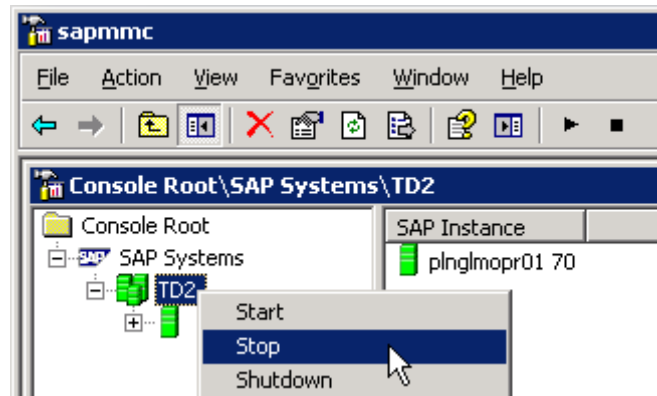 sapmmc
File Action View Favorites Window Help
Console Root\SAP Systems\TD2
Console Root
SAP Instance
SAP SAP Systems
plnglmopr01 70
TD2
Start
Stop
Shutdown